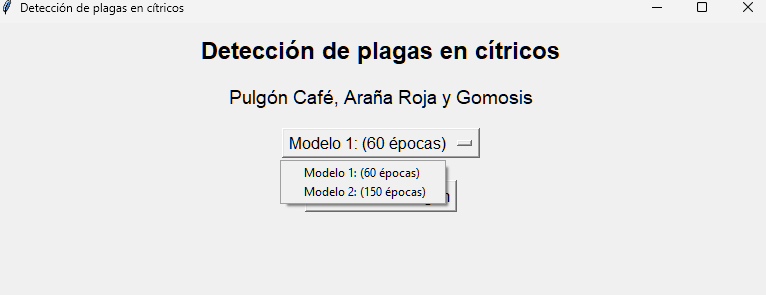 Detección de plagas en cítricos
Detección de plagas en cítricos
Pulgón Café, Araña Roja y Gomosis
Modelo 1: (60 épocas)
Modelo 1: (60 épocas)
Modelo 2: (150 épocas)